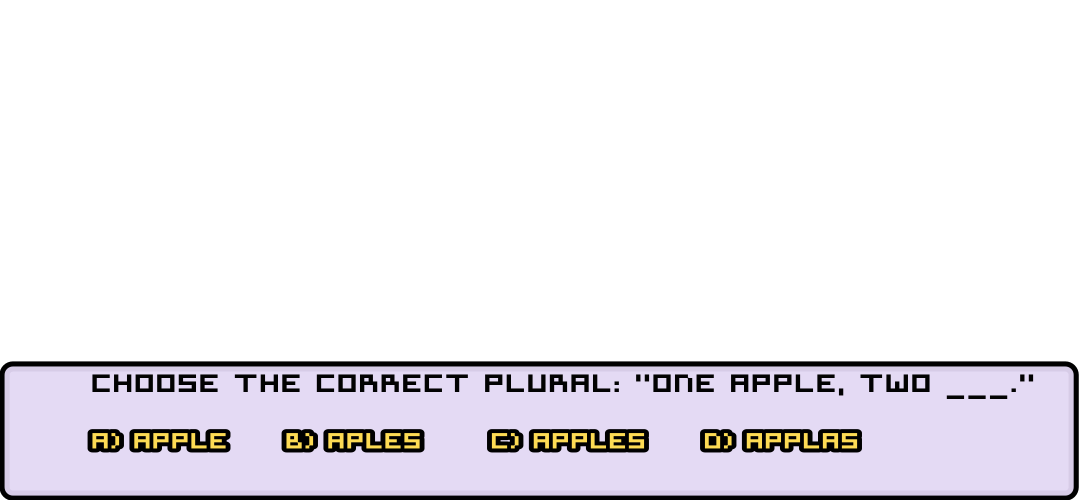 CHOOSE THE CORRECT PLURAL: "ONE APPLE, TWO ___."
A) APPLE B) APLES C) APPLES D) APPLAS